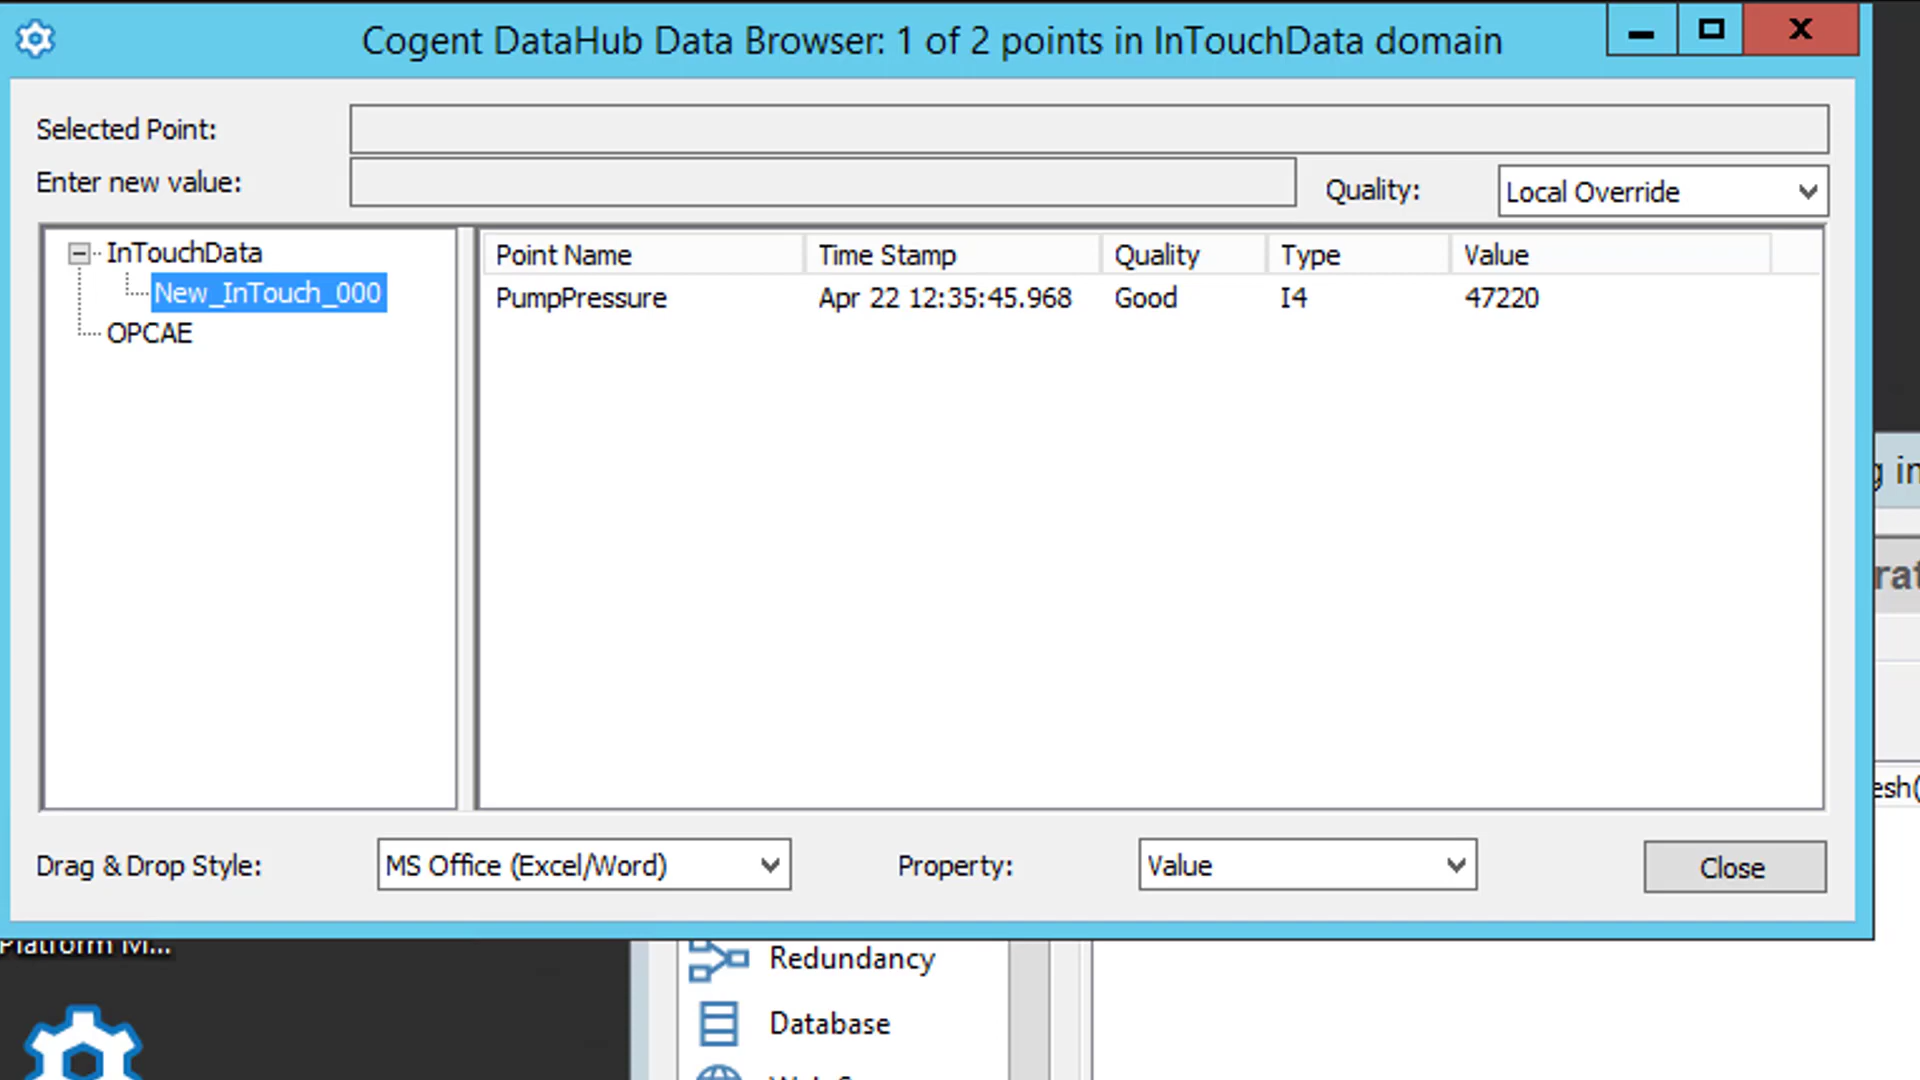 Cogent DataHub Data Browser: 1 of 2 points in InTouchData domain
Selected Point:
Enter new value:
Quality:
Local Override
InTouchData
New_InTouch_000
OPCAE
Point Name Time Stamp Quality Type Value
PumpPressure Apr 22 12:35:45.968 Good I4 47220
Drag & Drop Style:
MS Office (Excel/Word)
Property:
Value
Close
Platform M...
Redundancy
Database